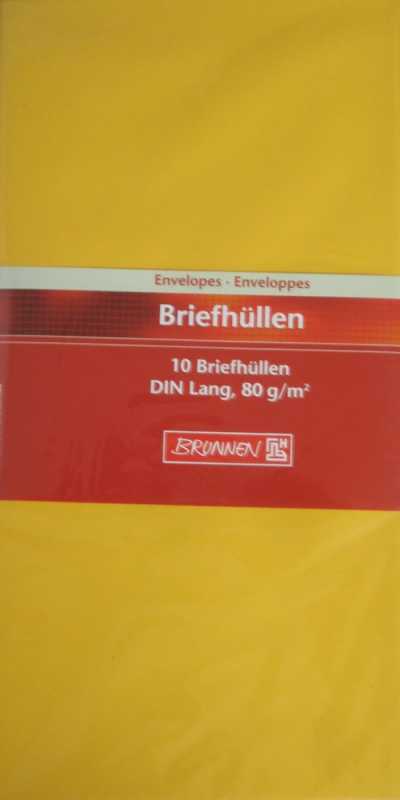 Envelopes - Enveloppes
Briefhüllen
10 Briefhüllen
DIN Lang, 80 g/m²
BRUNNEN